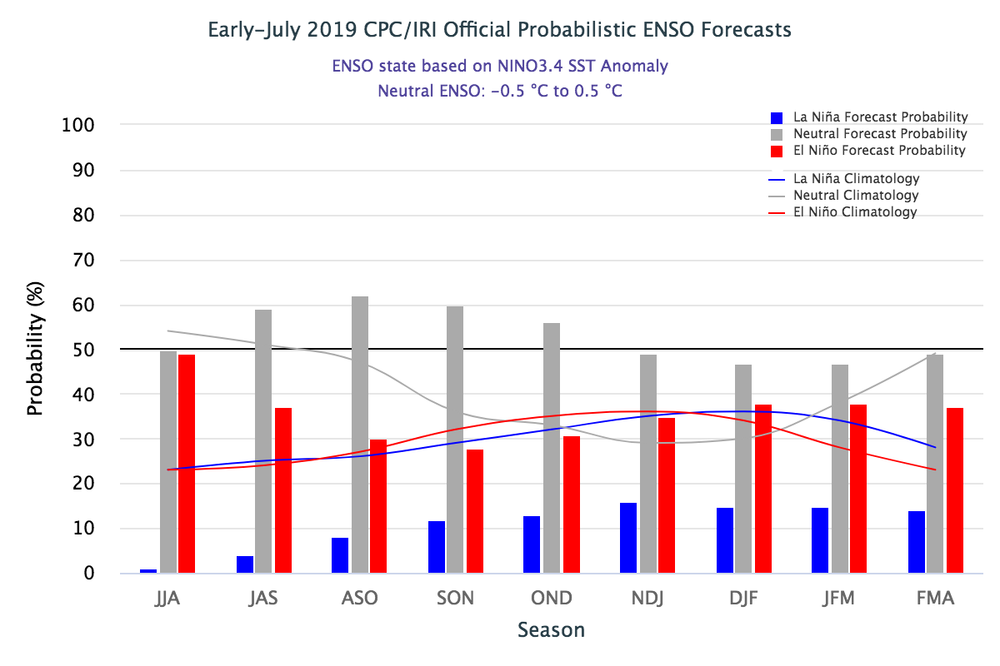 Early-July 2019 CPC/IRI Official Probabilistic ENSO Forecasts
ENSO state based on NINO3.4 SST Anomaly
Neutral ENSO: -0.5 °C to 0.5 °C
La Niña Forecast Probability
Neutral Forecast Probability
El Niño Forecast Probability
La Niña Climatology
Neutral Climatology
El Niño Climatology
Probability (%)
100
90
80
70
60
50
40
30
20
10
0
JJA JAS ASO SON OND NDJ DJF JFM FMA
Season